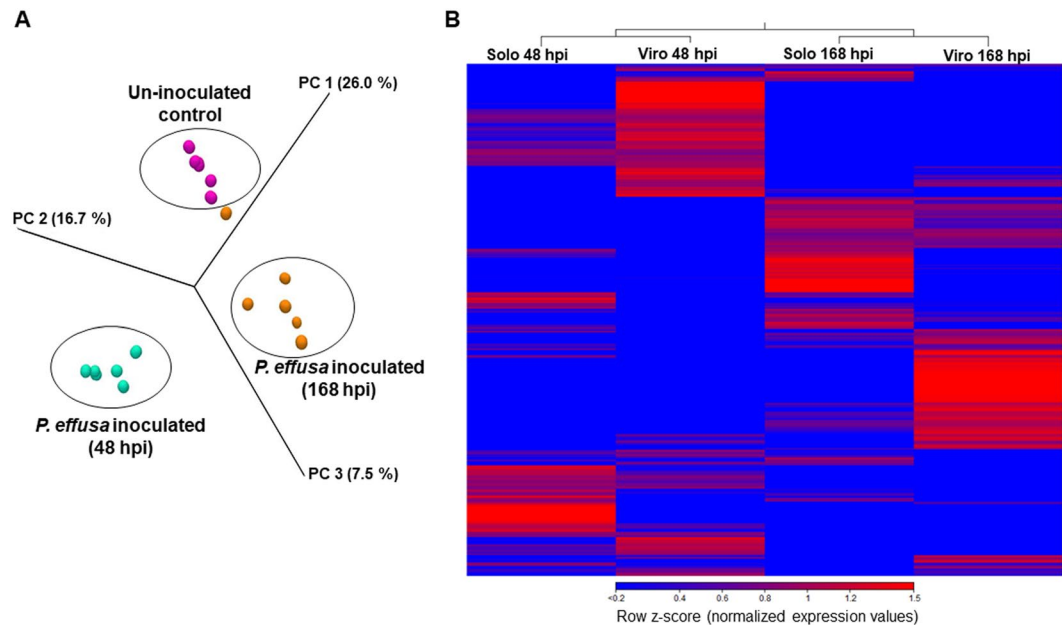 A
B
Un-inoculated
control
PC 1 (26.0 %)
PC 2 (16.7 %)
P. effusa inoculated
(168 hpi)
P. effusa inoculated
(48 hpi)
PC 3 (7.5 %)
Solo 48 hpi Viro 48 hpi Solo 168 hpi Viro 168 hpi
<0.2 0.4 0.6 0.8 1 1.2 1.5
Row z-score (normalized expression values)